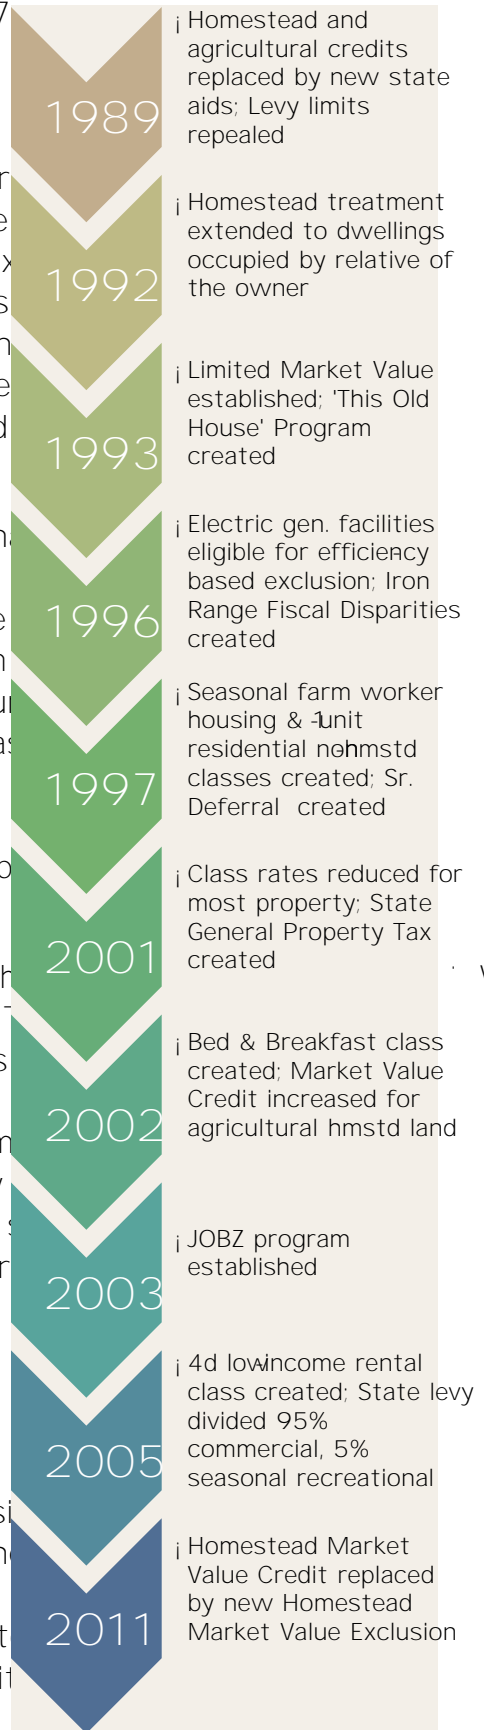 1989
¡ Homestead and
agricultural credits
replaced by new state
aids; Levy limits
repealed
1992
¡ Homestead treatment
extended to dwellings
occupied by relative of
the owner
1993
¡ Limited Market Value
established; 'This Old
House' Program
created
1996
¡ Electric gen. facilities
eligible for efficiency
based exclusion; Iron
Range Fiscal Disparities
created
1997
¡ Seasonal farm worker
housing & -1unit
residential nohmstd
classes created; Sr.
Deferral created
2001
¡ Class rates reduced for
most property; State
General Property Tax
created
2002
¡ Bed & Breakfast class
created; Market Value
Credit increased for
agricultural hmstd land
2003
¡ JOBZ program
established
2005
¡ 4d lowincome rental
class created; State levy
divided 95%
commercial, 5%
seasonal recreational
2011
¡ Homestead Market
Value Credit replaced
by new Homestead
Market Value Exclusion